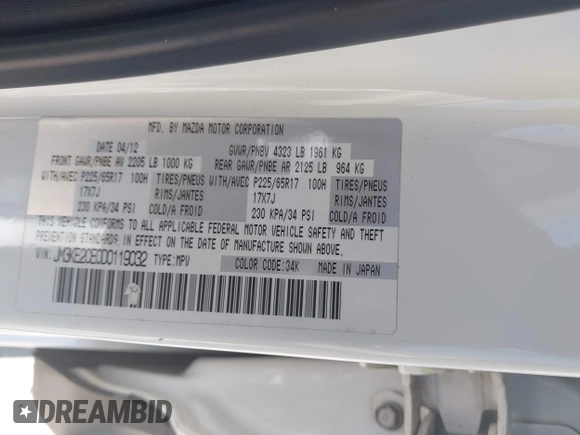 MFD. BY MAZDA MOTOR CORPORATION
DATE 04/12 GVWR/PNBV 4323 LB 1961 KG
FRONT GAWR/PNBE AV 2205 LB 1000 KG REAR GAWR/PNBE AR 2125 LB 964 KG
WITH/AVEC P225/65R17 100H TIRES/PNEUS WITH/AVEC P225/65R17 100H TIRES/PNEUS
17X7J RIMS/JANTES 17X7J RIMS/JANTES
230 KPA/34 PSI COLD/A FROID 230 KPA/34 PSI COLD/A FROID
THIS VEHICLE CONFORMS TO ALL APPLICABLE FEDERAL MOTOR VEHICLE SAFETY AND THEFT
PREVENTION STANDARDS IN EFFECT ON THE DATE OF MANUFACTURE SHOWN ABOVE.
VIN: JM3KE2CE0D0119032 TYPE:MPV COLOR CODE:34K MADE IN JAPAN
DREAMBID